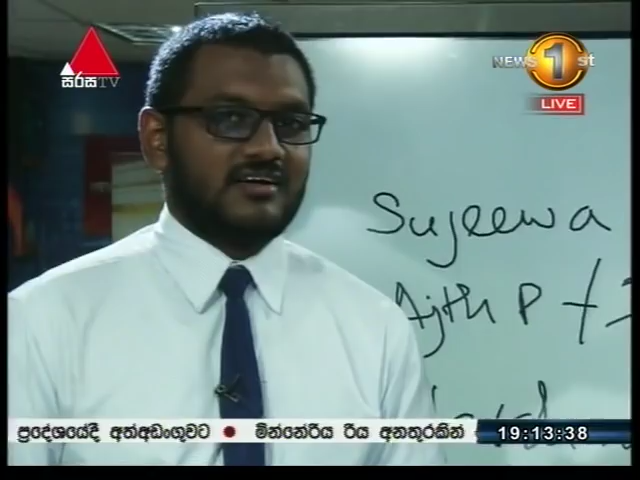 සිරස TV
NEWS 1st
LIVE
Sujeewa
Ajith P +
ප්‍රදේශයේදී අත්අඩංගුවට ● මින්නේරිය රිය අනතුරකින්
19:13:38